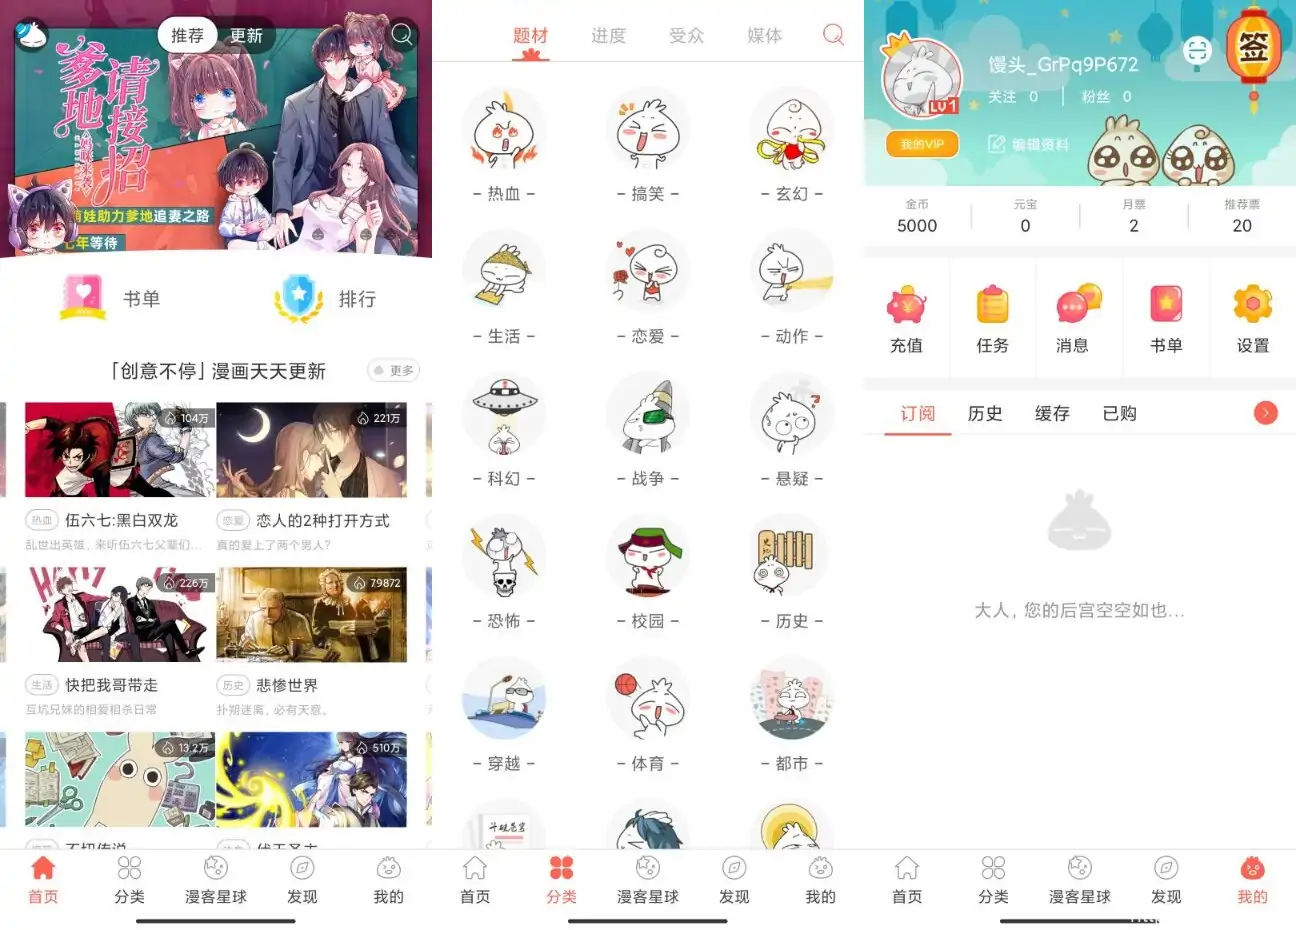 推荐
更新
爹地
请接招
妈咪来袭
萌娃助力爹地追妻之路
七年等待
书单
排行
「创意不停」漫画天天更新
更多
104万
221万
热血
伍六七:黑白双龙
恋爱
恋人的2种打开方式
乱世出英雄，来听伍六七父辈们...
真的爱上了两个男人?
226万
79872
生活
快把我哥带走
历史
悲惨世界
互坑兄妹的相爱相杀日常
扑朔迷离，必有天意。
13.2万
510万
首页
分类
漫客星球
发现
我的
题材
进度
受众
媒体
- 热血 -
- 搞笑 -
- 玄幻 -
- 生活 -
- 恋爱 -
- 动作 -
- 科幻 -
- 战争 -
- 悬疑 -
- 恐怖 -
- 校园 -
史记
- 历史 -
- 穿越 -
- 体育 -
- 都市 -
斗破苍穹
首页
分类
漫客星球
发现
我的
签
馒头_GrPq9P672
关注 0
粉丝 0
LV1
我的VIP
编辑资料
金币
元宝
月票
推荐票
5000
0
2
20
充值
任务
消息
书单
设置
订阅
历史
缓存
已购
大人，您的后宫空空如也...
首页
分类
漫客星球
发现
我的